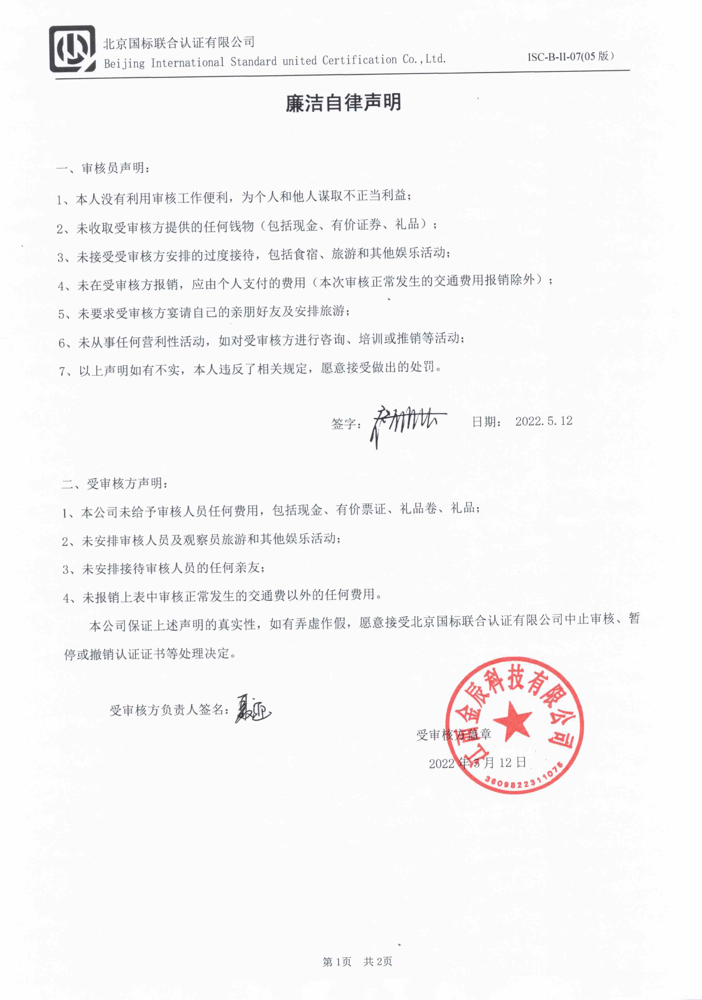 北京国标联合认证有限公司
Beijing International Standard united Certification Co.,Ltd.
ISC-B-II-07(05 版)
廉洁自律声明
一、审核员声明：
1、本人没有利用审核工作便利，为个人和他人谋取不正当利益；
2、未收取受审核方提供的任何钱物（包括现金、有价证券、礼品）；
3、未接受受审核方安排的过度接待，包括食宿、旅游和其他娱乐活动；
4、未在受审核方报销，应由个人支付的费用（本次审核正常发生的交通费用报销除外）；
5、未要求受审核方宴请自己的亲朋好友及安排旅游；
6、未从事任何营利性活动，如对受审核方进行咨询、培训或推销等活动；
7、以上声明如有不实，本人违反了相关规定，愿意接受做出的处罚。
签字： 日期： 2022.5.12
二、受审核方声明：
1、本公司未给予审核人员任何费用，包括现金、有价票证、礼品卷、礼品；
2、未安排审核人员及观察员旅游和其他娱乐活动；
3、未安排接待审核人员的任何亲友；
4、未报销上表中审核正常发生的交通费以外的任何费用。
本公司保证上述声明的真实性，如有弄虚作假，愿意接受北京国标联合认证有限公司中止审核、暂
停或撤销认证证书等处理决定。
受审核方负责人签名：
江西金辰科技有限公司
受审核方盖章
2022 年 5 月 12 日
3609822311076
第 1页 共 2页